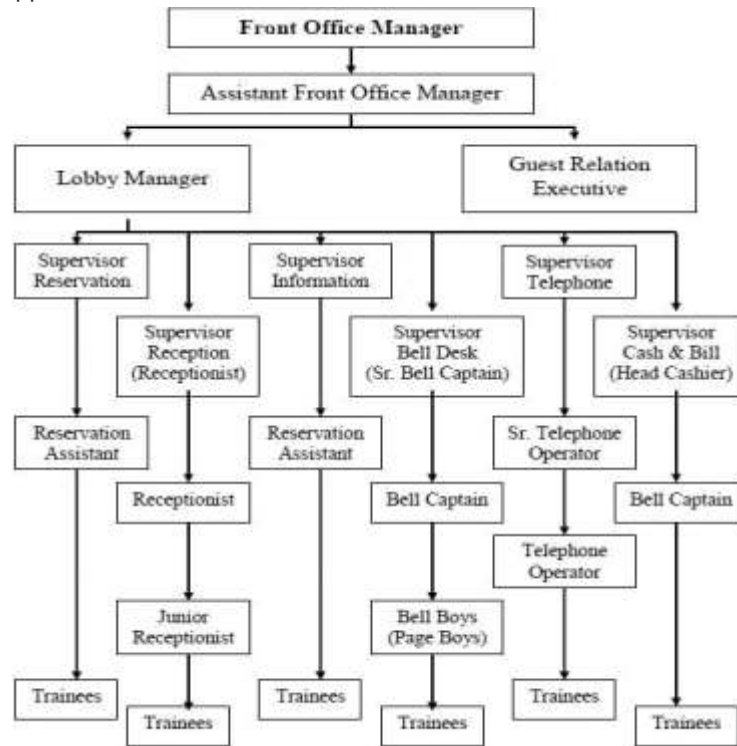 Front Office Manager
Assistant Front Office Manager
Lobby Manager
Guest Relation
Executive
Supervisor
Reservation
Supervisor
Information
Supervisor
Telephone
Supervisor
Reception
(Receptionist)
Supervisor
Bell Desk
(Sr. Bell Captain)
Supervisor
Cash & Bill
(Head Cashier)
Reservation
Assistant
Reservation
Assistant
Sr. Telephone
Operator
Receptionist
Bell Captain
Bell Captain
Telephone
Operator
Junior
Receptionist
Bell Boys
(Page Boys)
Trainees
Trainees
Trainees
Trainees
Trainees
Trainees